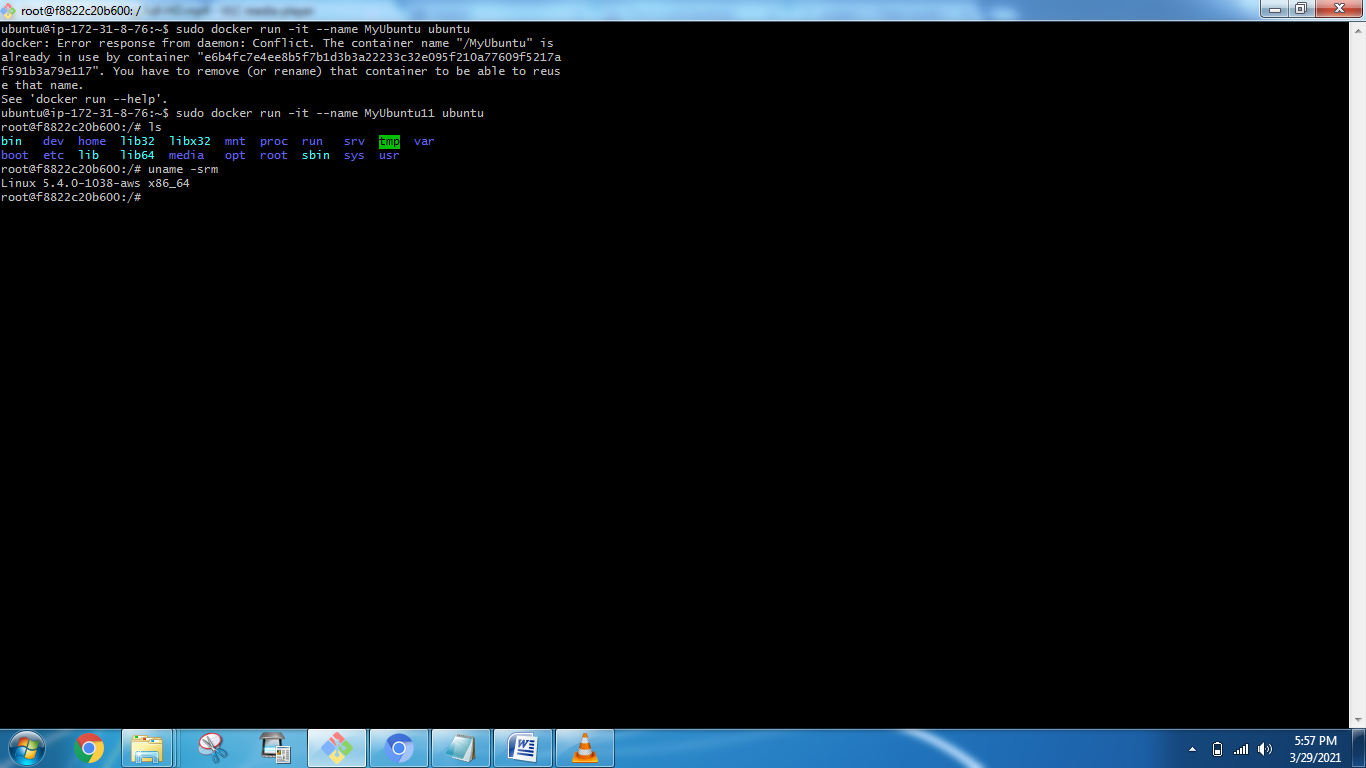 root@f8822c20b600: /
ubuntu@ip-172-31-8-76:~$ sudo docker run -it --name MyUbuntu ubuntu
docker: Error response from daemon: Conflict. The container name "/MyUbuntu" is
already in use by container "e6b4fc7e4ee8b5f7b1d3b3a22233c32e095f210a77609f5217a
f591b3a79e117". You have to remove (or rename) that container to be able to reus
e that name.
See 'docker run --help'.
ubuntu@ip-172-31-8-76:~$ sudo docker run -it --name MyUbuntu11 ubuntu
root@f8822c20b600:/# ls
bin dev home lib32 libx32 mnt proc run srv tmp var
boot etc lib lib64 media opt root sbin sys usr
root@f8822c20b600:/# uname -srm
Linux 5.4.0-1038-aws x86_64
root@f8822c20b600:/#
5:57 PM
3/29/2021